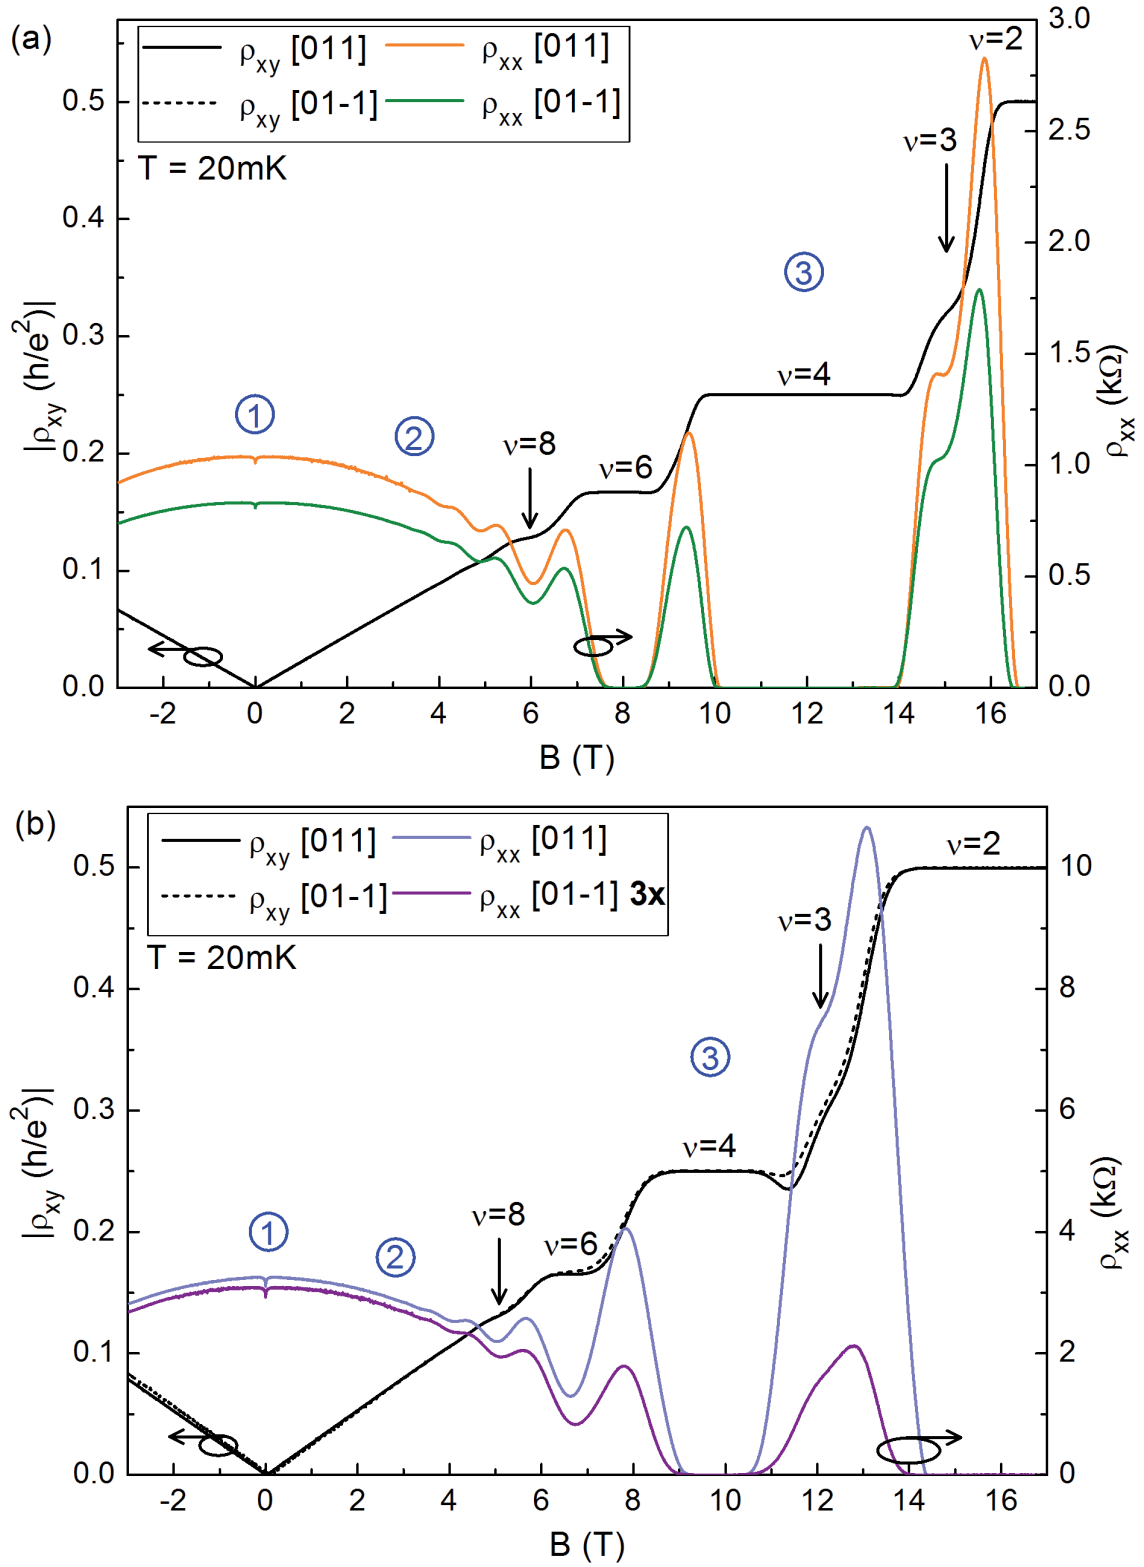 (a)
ρxy [011] ρxx [011]
ρxy [01-1] ρxx [01-1]
T = 20mK
ν=2
ν=3
3
ν=4
1
2
ν=8
ν=6
0.5
0.4
0.3
0.2
0.1
0.0
|ρxy (h/e²)|
3.0
2.5
2.0
1.5
1.0
0.5
0.0
ρxx (kΩ)
-2 0 2 4 6 8 10 12 14 16
B (T)
(b)
ρxy [011] ρxx [011]
ρxy [01-1] ρxx [01-1] 3x
T = 20mK
ν=2
ν=3
3
ν=4
1
2
ν=8
ν=6
0.5
0.4
0.3
0.2
0.1
0.0
|ρxy (h/e²)|
10
8
6
4
2
0
ρxx (kΩ)
-2 0 2 4 6 8 10 12 14 16
B (T)